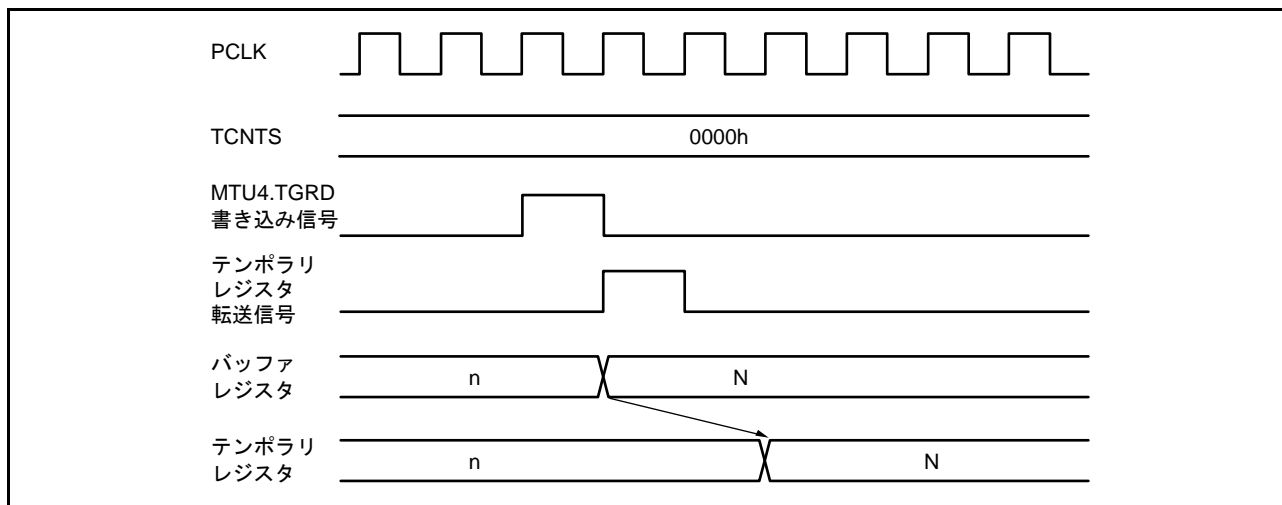 PCLK
TCNTS
0000h
MTU4.TGRD
書き込み信号
テンポラリ
レジスタ
転送信号
バッファ
レジスタ
n
N
テンポラリ
レジスタ
n
N